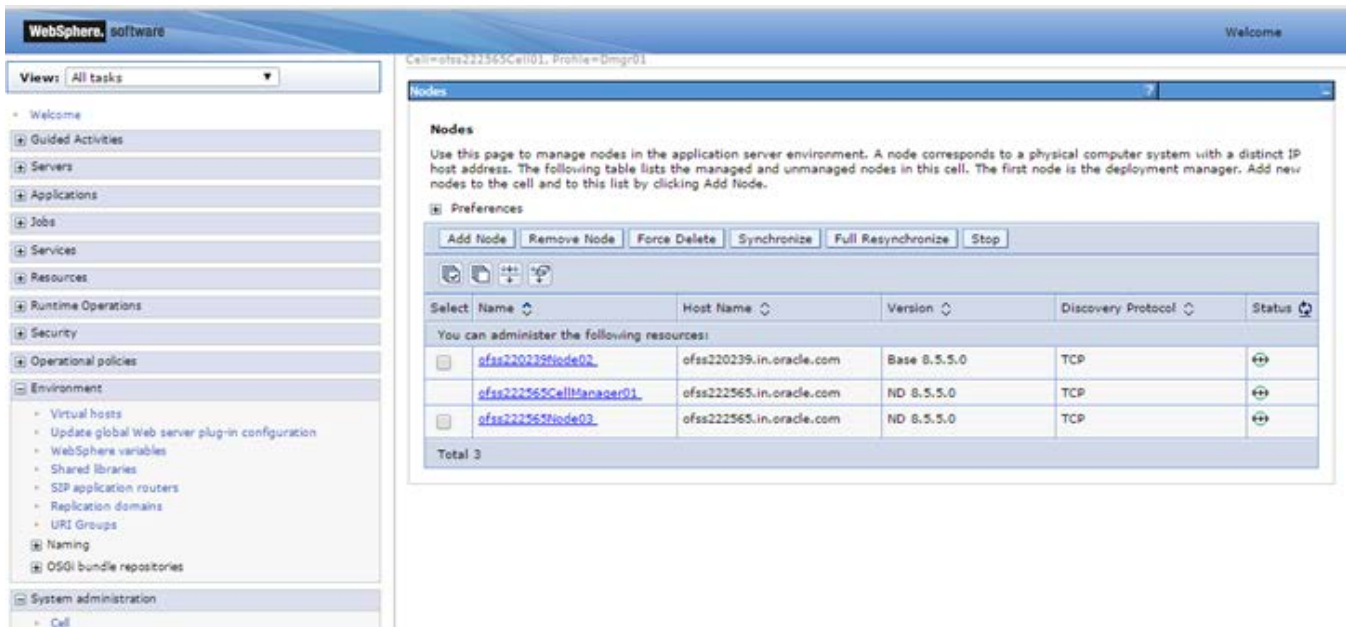 WebSphere. software
Welcome
View: All tasks
Cell=ofss222565Cell01, Profile=Dmgr01
Welcome
Guided Activities
Servers
Applications
Jobs
Services
Resources
Runtime Operations
Security
Operational policies
Environment
Virtual hosts
Update global Web server plug-in configuration
WebSphere variables
Shared libraries
SIP application routers
Replication domains
URI Groups
Naming
OSGi bundle repositories
System administration
Cell
Nodes ? -
Nodes
Use this page to manage nodes in the application server environment. A node corresponds to a physical computer system with a distinct IP
host address. The following table lists the managed and unmanaged nodes in this cell. The first node is the deployment manager. Add new
nodes to the cell and to this list by clicking Add Node.
Preferences
Add Node Remove Node Force Delete Synchronize Full Resynchronize Stop
Select Name Host Name Version Discovery Protocol Status
You can administer the following resources:
ofss220239Node02 ofss220239.in.oracle.com Base 8.5.5.0 TCP
ofss222565CellManager01 ofss222565.in.oracle.com ND 8.5.5.0 TCP
ofss222565Node03 ofss222565.in.oracle.com ND 8.5.5.0 TCP
Total 3